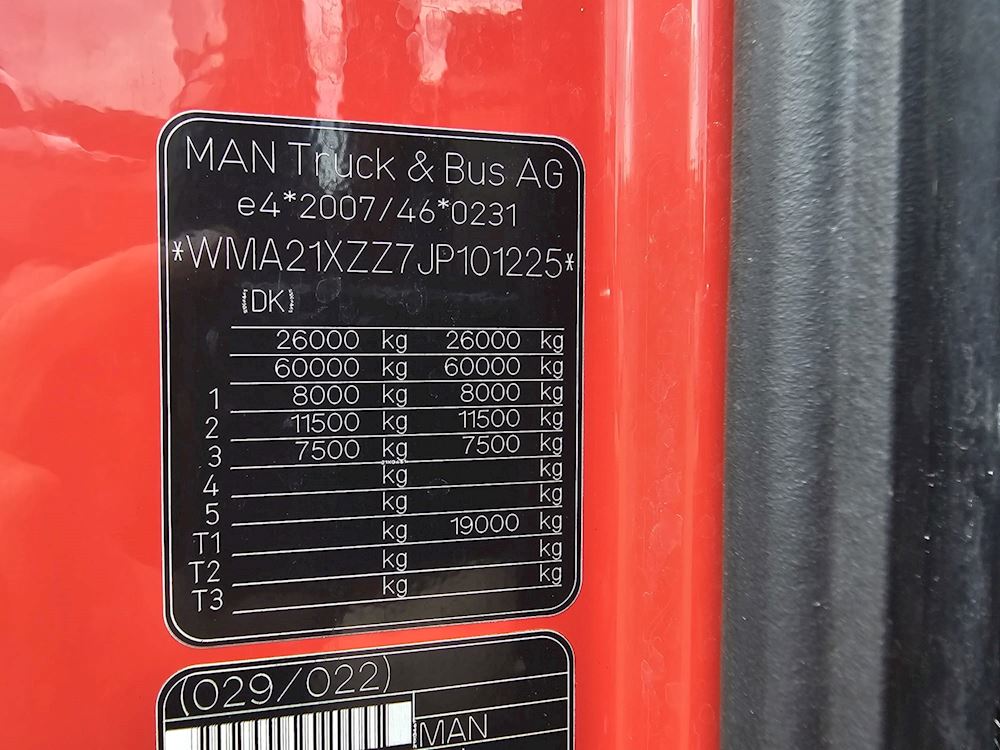 MAN Truck & Bus AG
e4*2007/46*0231
*WMA21XZZ7JP101225*
DK
26000 kg 26000 kg
60000 kg 60000 kg
1 8000 kg 8000 kg
2 11500 kg 11500 kg
3 7500 kg 7500 kg
4 kg kg
5 kg kg
T1 kg 19000 kg
T2 kg kg
T3 kg kg
(029/022)
MAN